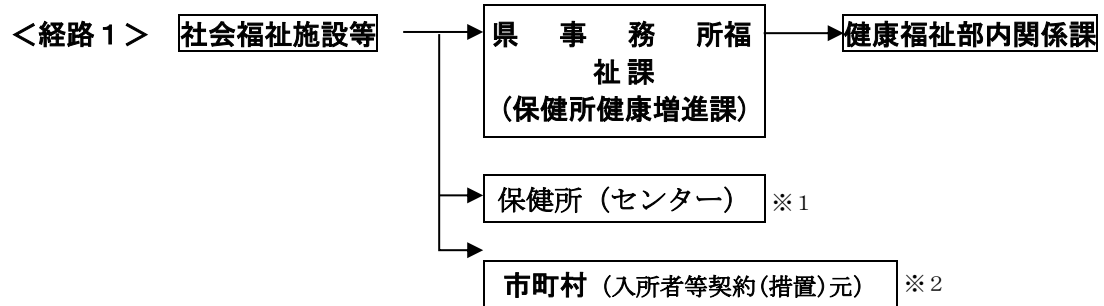 ＜経路１＞ 社会福祉施設等
県事務所福
祉課
（保健所健康増進課）
健康福祉部内関係課
保健所（センター） ※１
市町村（入所者等契約(措置)元） ※２